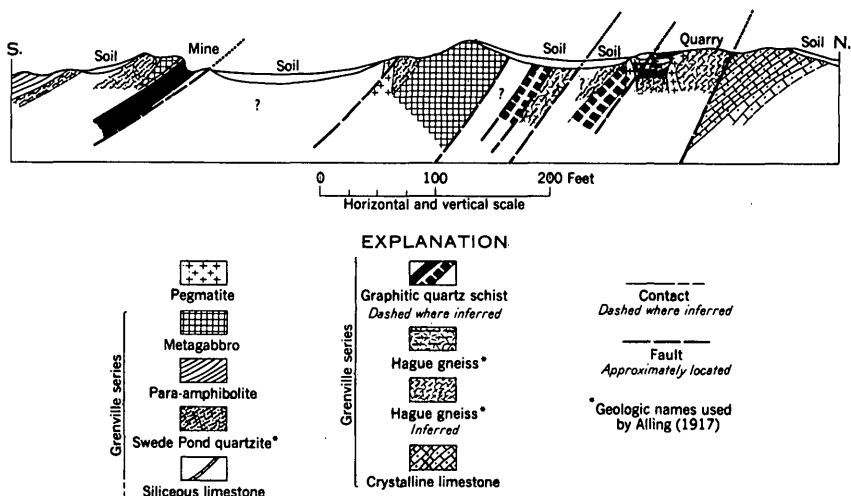 S.
Soil
Mine
Soil
Soil
Soil
Quarry
Soil
N.
?
?
?
0 100 200 Feet
Horizontal and vertical scale
EXPLANATION
Pegmatite
Metagabbro
Para-amphibolite
Swede Pond quartzite*
Siliceous limestone
Grenville series
Graphitic quartz schist
Dashed where inferred
Hague gneiss*
Hague gneiss*
Inferred
Crystalline limestone
Grenville series
Contact
Dashed where inferred
Fault
Approximately located
*Geologic names used
by Alling (1917)